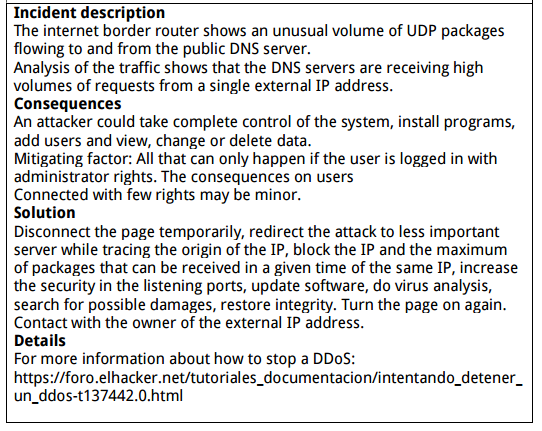 Incident description
The internet border router shows an unusual volume of UDP packages
flowing to and from the public DNS server.
Analysis of the traffic shows that the DNS servers are receiving high
volumes of requests from a single external IP address.
Consequences
An attacker could take complete control of the system, install programs,
add users and view, change or delete data.
Mitigating factor: All that can only happen if the user is logged in with
administrator rights. The consequences on users
Connected with few rights may be minor.
Solution
Disconnect the page temporarily, redirect the attack to less important
server while tracing the origin of the IP, block the IP and the maximum
of packages that can be received in a given time of the same IP, increase
the security in the listening ports, update software, do virus analysis,
search for possible damages, restore integrity. Turn the page on again.
Contact with the owner of the external IP address.
Details
For more information about how to stop a DDoS:
https://foro.elhacker.net/tutoriales_documentacion/intentando_detener_
un_ddos-t137442.0.html